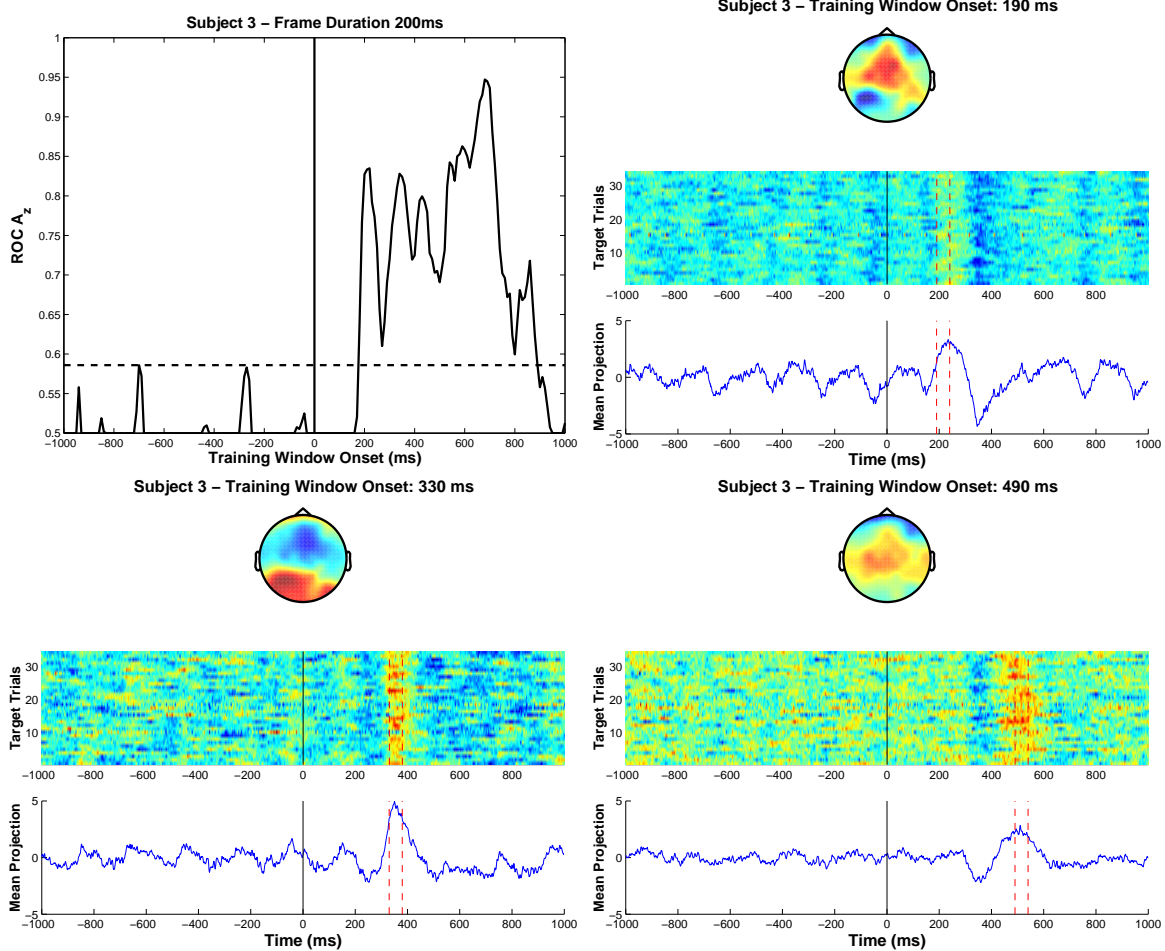 Subject 3 − Frame Duration 200ms
1
0.95
0.9
0.85
0.8
0.75
0.7
0.65
0.6
0.55
0.5
ROC Az
−1000 −800 −600 −400 −200 0 200 400 600 800 1000
Training Window Onset (ms)
Subject 3 − Training Window Onset: 190 ms
Target Trials
30
20
10
−1000 −800 −600 −400 −200 0 200 400 600 800
Mean Projection
5
0
−5
−1000 −800 −600 −400 −200 0 200 400 600 800 1000
Time (ms)
Subject 3 − Training Window Onset: 330 ms
Target Trials
30
20
10
−1000 −800 −600 −400 −200 0 200 400 600 800
Mean Projection
5
0
−5
−1000 −800 −600 −400 −200 0 200 400 600 800 1000
Time (ms)
Subject 3 − Training Window Onset: 490 ms
Target Trials
30
20
10
−1000 −800 −600 −400 −200 0 200 400 600 800
Mean Projection
5
0
−5
−1000 −800 −600 −400 −200 0 200 400 600 800 1000
Time (ms)